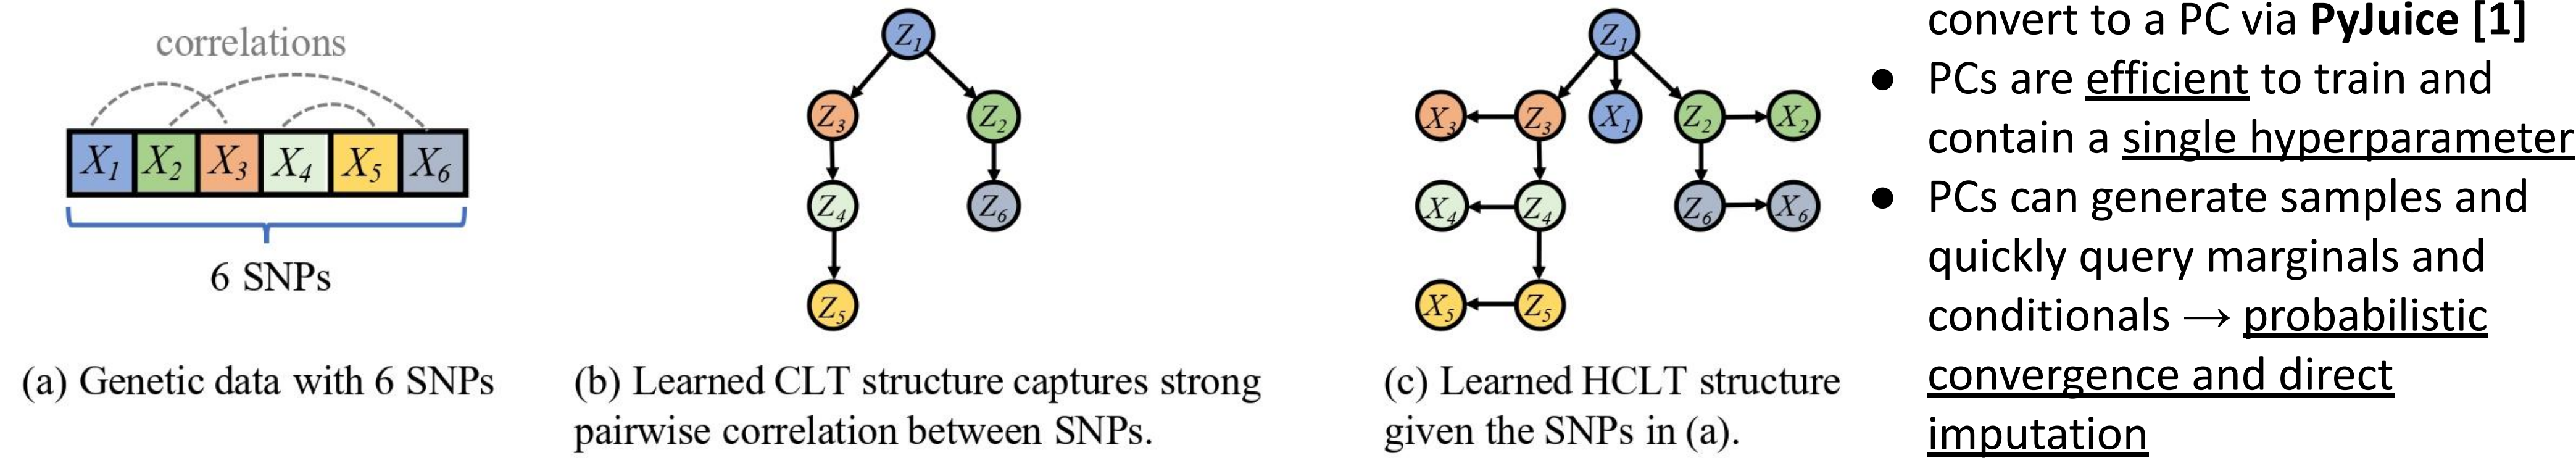 correlations
X1 X2 X3 X4 X5 X6
6 SNPs
(a) Genetic data with 6 SNPs
Z1
Z3 Z2
Z4 Z6
Z5
(b) Learned CLT structure captures strong
pairwise correlation between SNPs.
Z1
X3 Z3 X1 Z2 X2
X4 Z4 Z6 X6
X5 Z5
(c) Learned HCLT structure
given the SNPs in (a).
convert to a PC via PyJuice [1]
● PCs are efficient to train and
contain a single hyperparameter
● PCs can generate samples and
quickly query marginals and
conditionals → probabilistic
convergence and direct
imputation